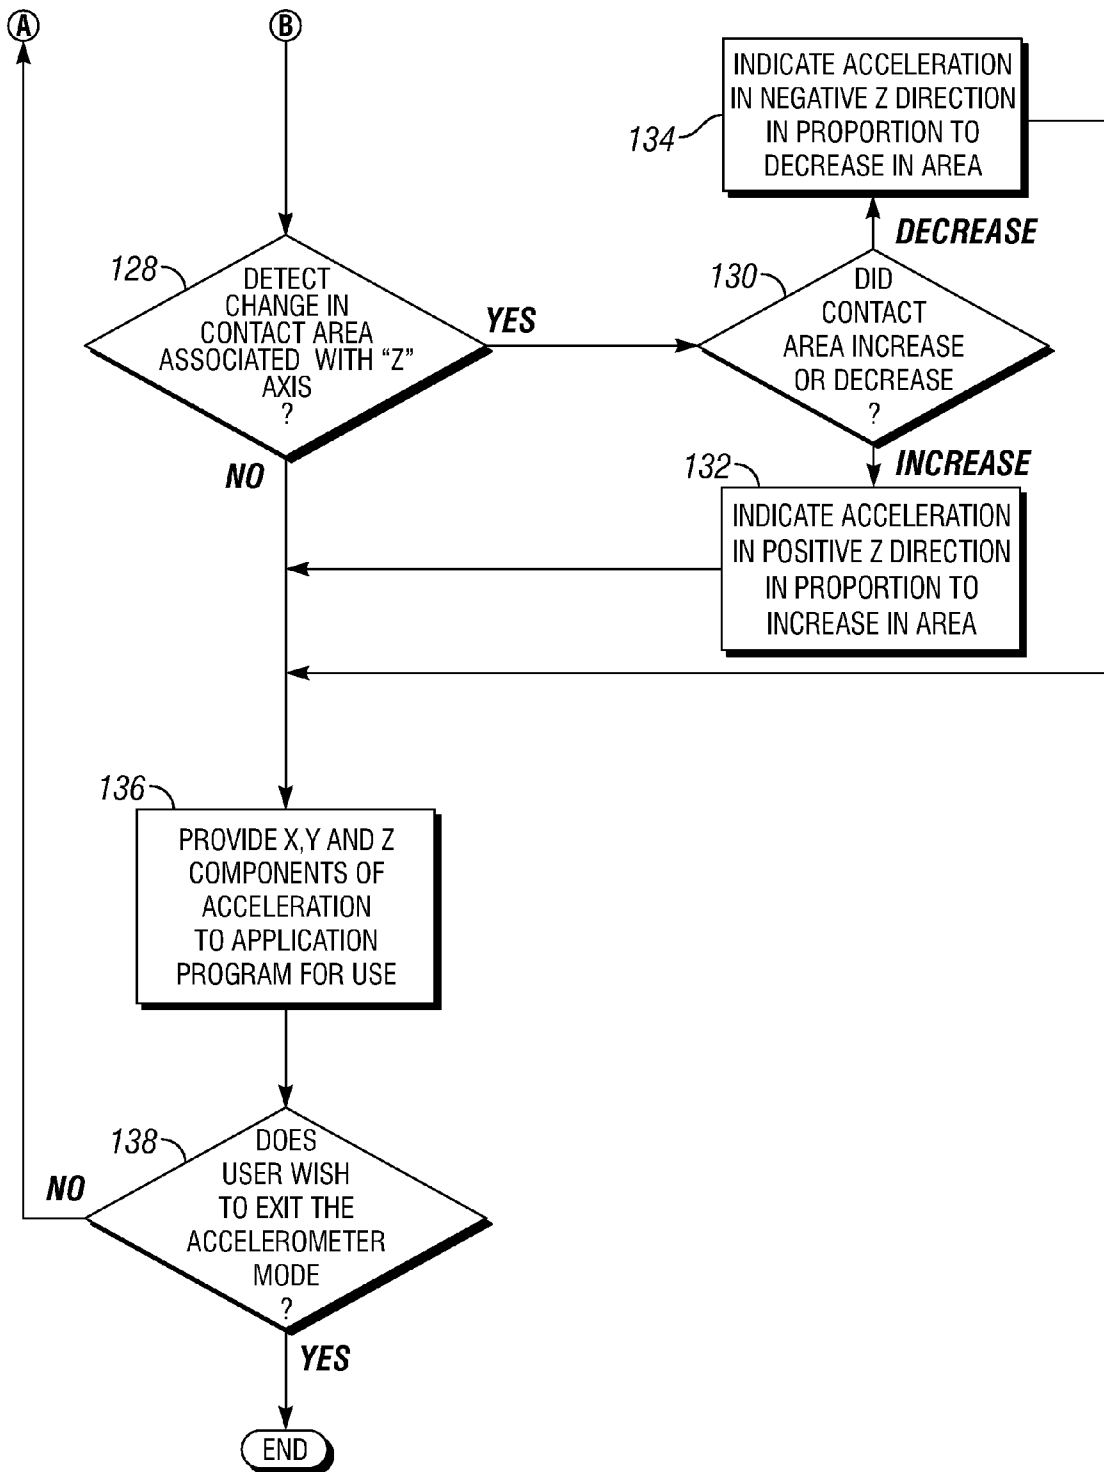 A
B
INDICATE ACCELERATION
IN NEGATIVE Z DIRECTION
IN PROPORTION TO
DECREASE IN AREA
134
DECREASE
128
DETECT
CHANGE IN
CONTACT AREA
ASSOCIATED WITH “Z”
AXIS
?
YES
NO
130
DID
CONTACT
AREA INCREASE
OR DECREASE
?
INCREASE
132
INDICATE ACCELERATION
IN POSITIVE Z DIRECTION
IN PROPORTION TO
INCREASE IN AREA
136
PROVIDE X,Y AND Z
COMPONENTS OF
ACCELERATION
TO APPLICATION
PROGRAM FOR USE
138
DOES
USER WISH
TO EXIT THE
ACCELEROMETER
MODE
?
NO
YES
END